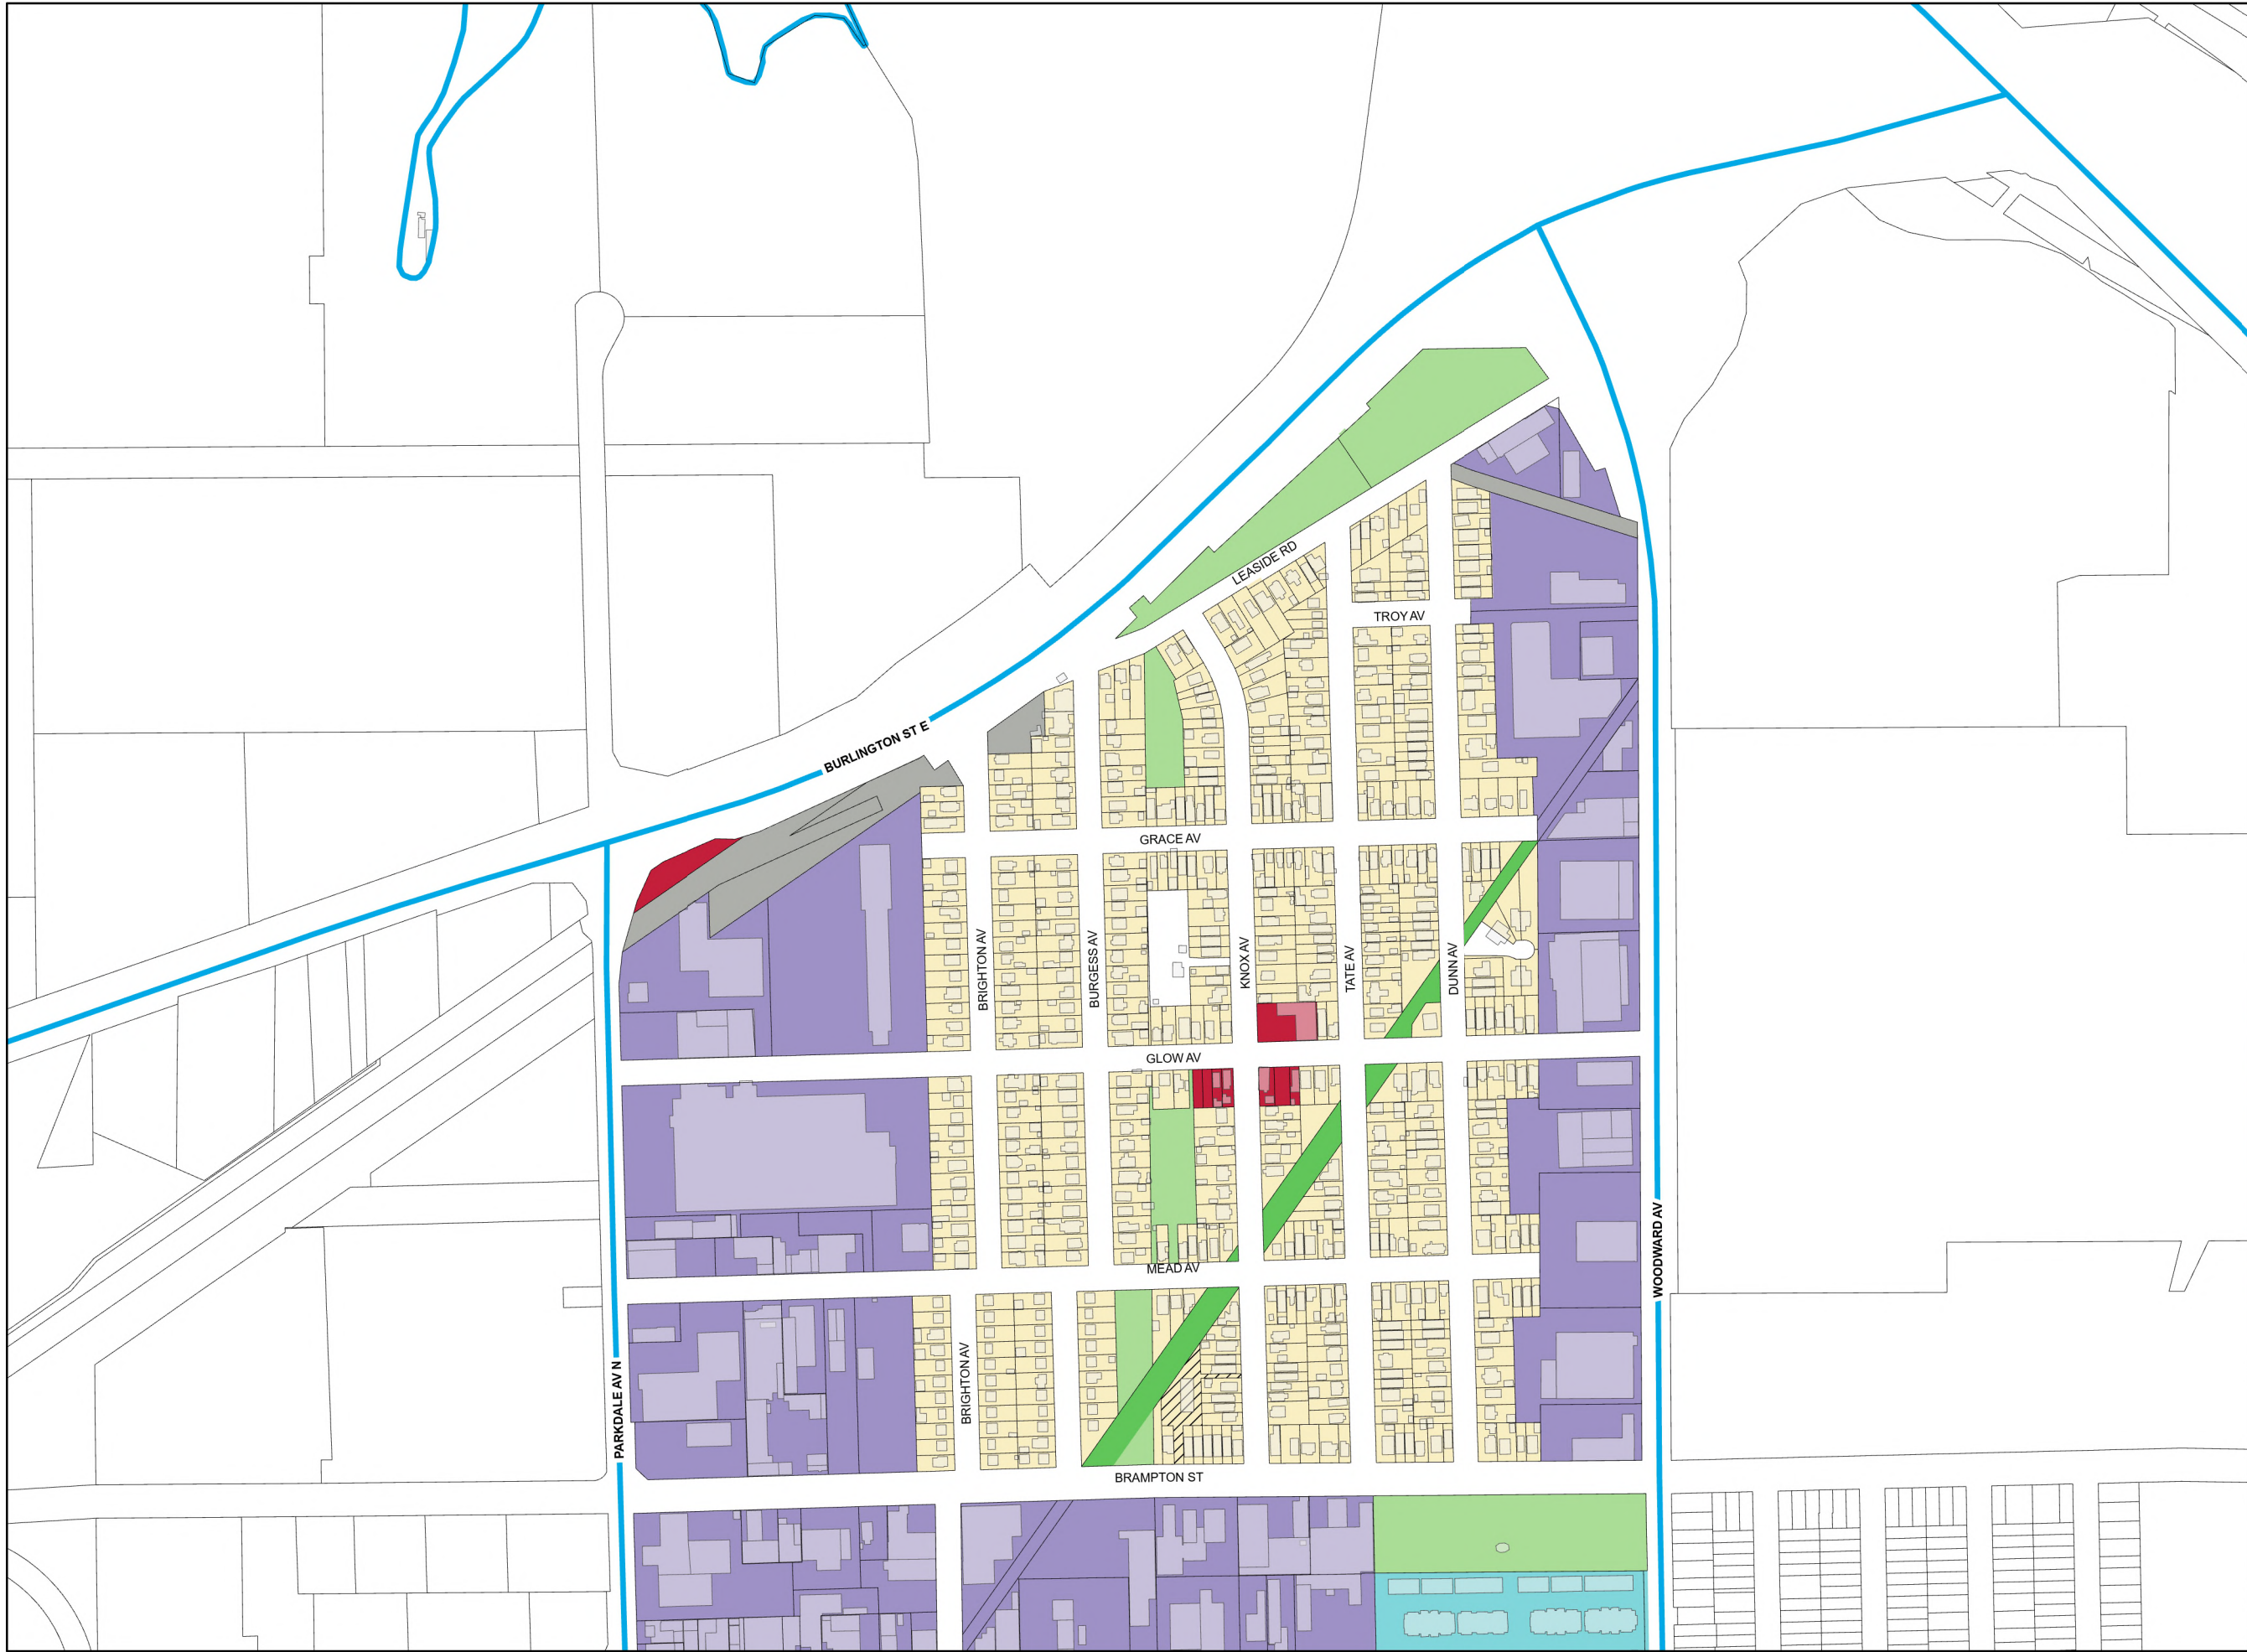 LEASIDE RD
TROY AV
BURLINGTON ST E
GRACE AV
BRIGHTON AV
BURGESS AV
KNOX AV
TATE AV
DUNN AV
GLOW AV
MEAD AV
WOODWARD AV
PARKDALE AV N
BRIGHTON AV
BRAMPTON ST